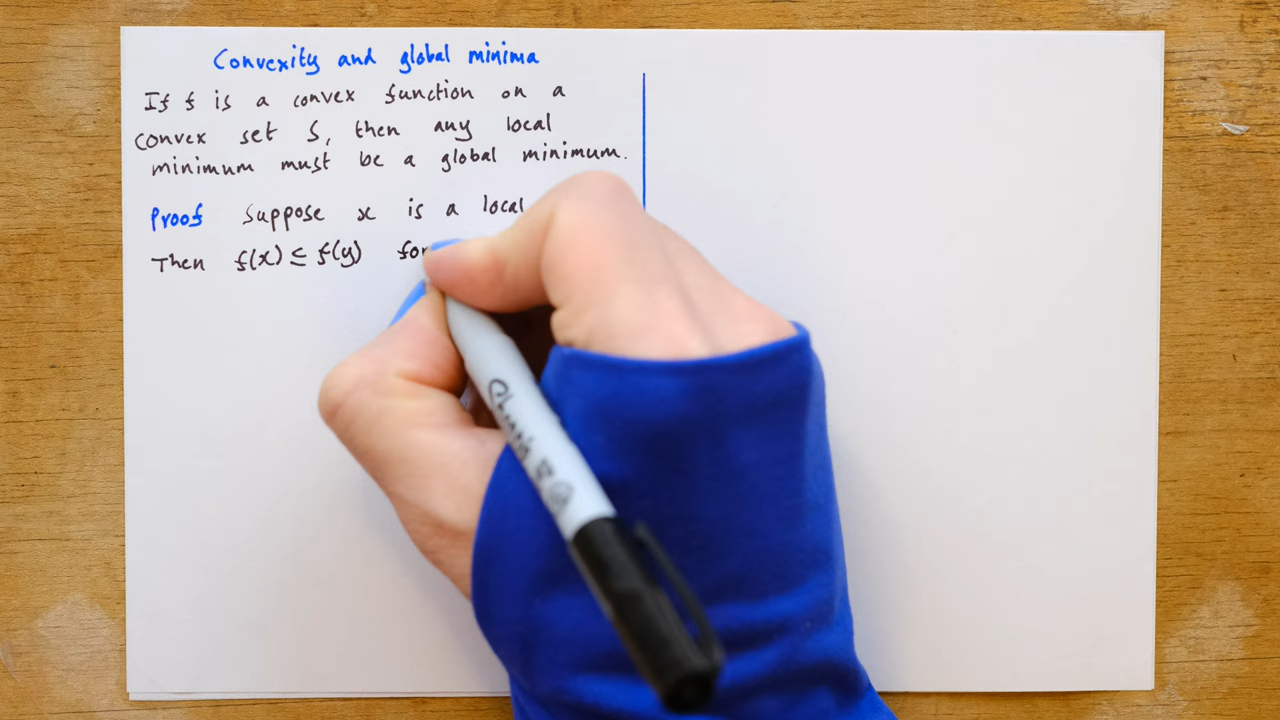 Convexity and global minima
If f is a convex function on a
convex set S, then any local
minimum must be a global minimum.
Proof Suppose x is a local
Then f(x) ≤ f(y) for